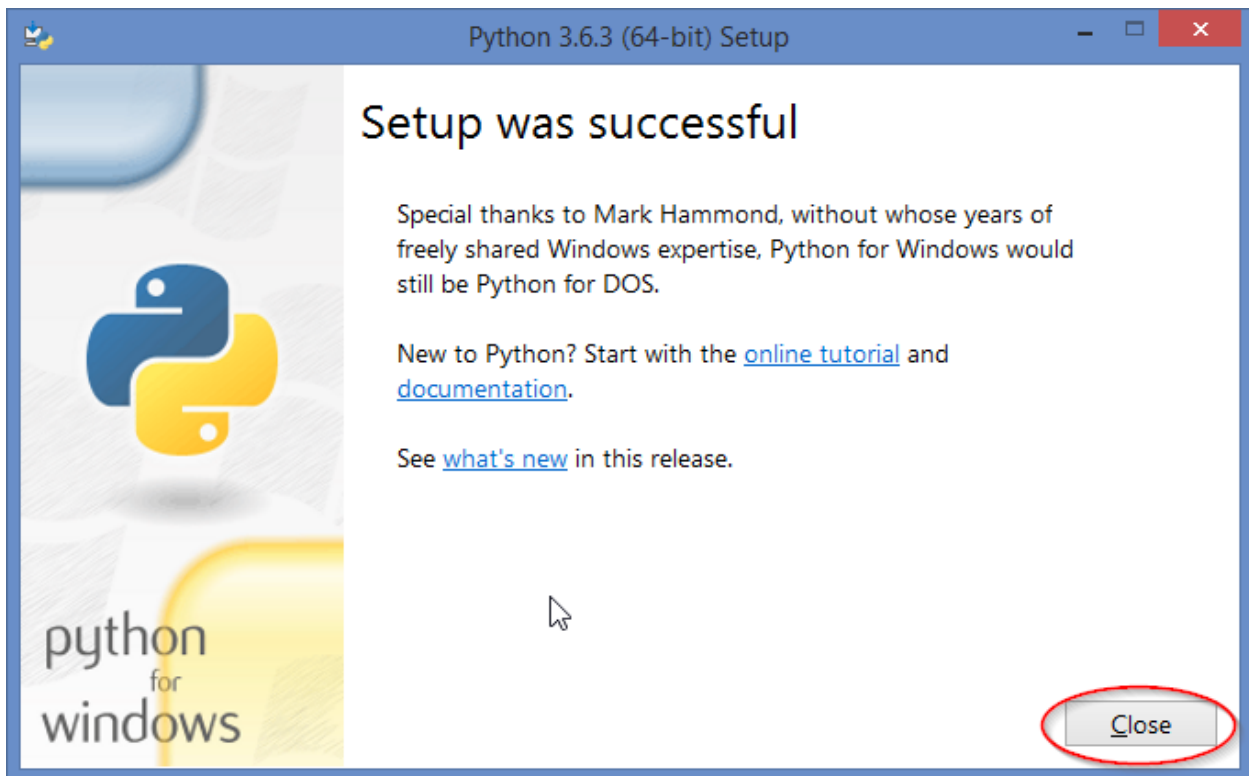 Python 3.6.3 (64-bit) Setup
Setup was successful
Special thanks to Mark Hammond, without whose years of
freely shared Windows expertise, Python for Windows would
still be Python for DOS.
New to Python? Start with the online tutorial and
documentation.
See what's new in this release.
python
for
windows
Close